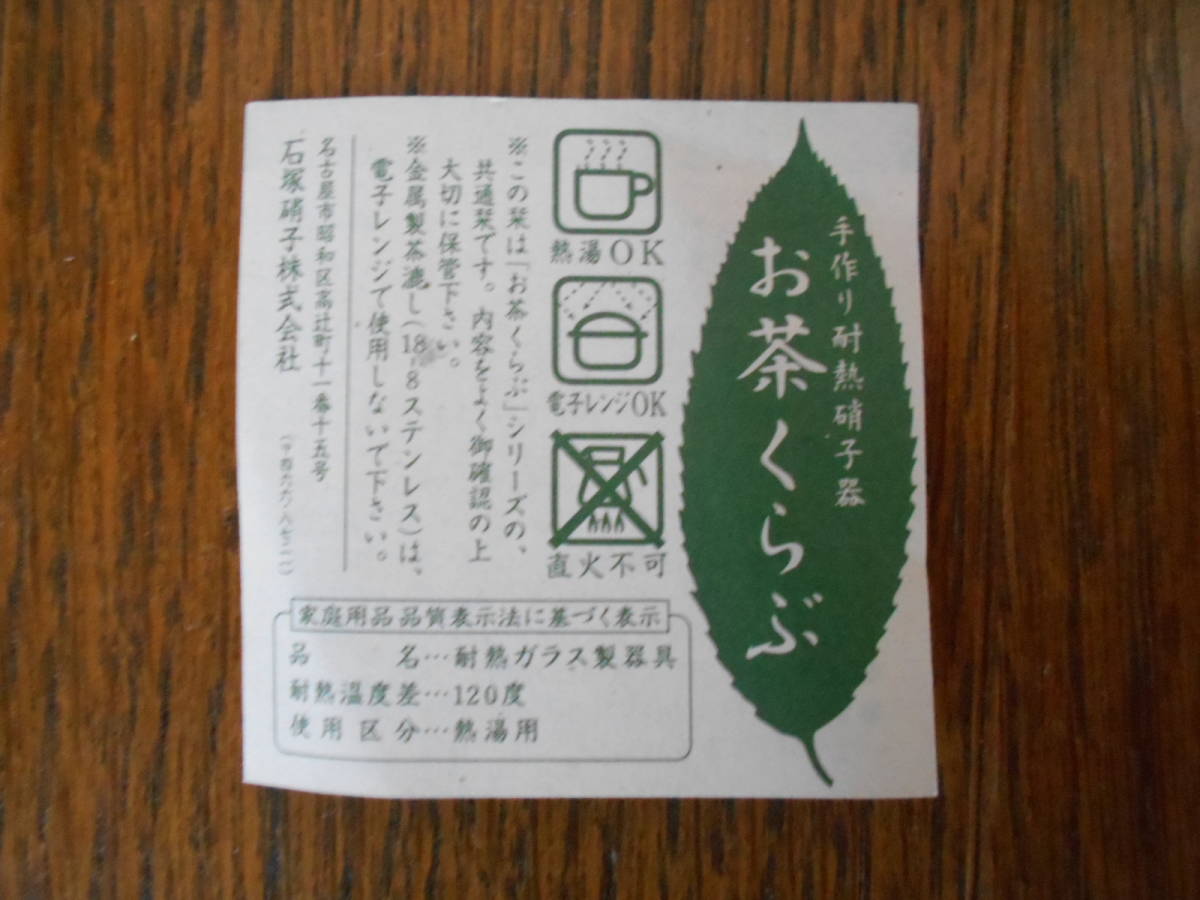 手作り耐熱硝子器
お茶くらぶ
熱湯OK
電子レンジOK
直火不可
※この栞は「お茶くらぶ」シリーズの、
共通栞です。内容をよく御確認の上
大切に保管下さい。
※金属製茶漉し(18-8ステンレス)は、
電子レンジで使用しないで下さい。
名古屋市昭和区高辻町十一番十五号
石塚硝子株式会社
家庭用品品質表示法に基づく表示
品名…耐熱ガラス製器具
耐熱温度差…120度
使用区分…熱湯用